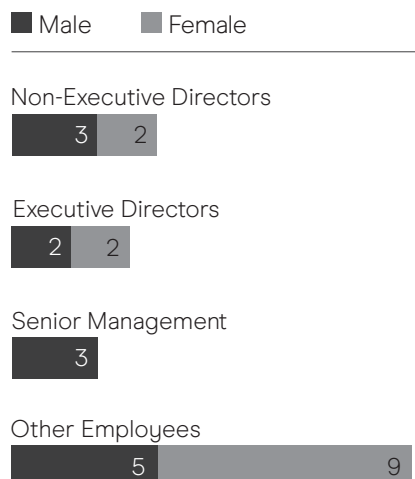 Male Female
Non-Executive Directors
3 2
Executive Directors
2 2
Senior Management
3
Other Employees
5 9